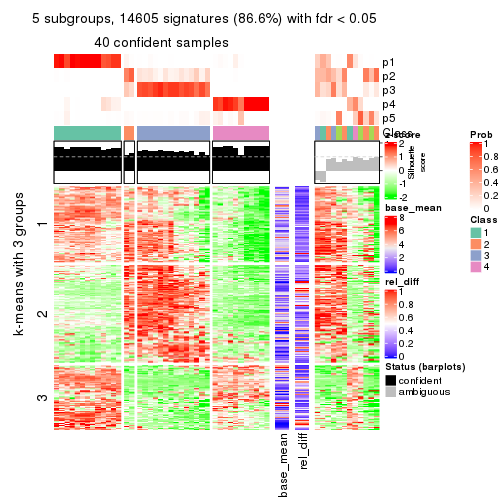 5 subgroups, 14605 signatures (86.6%) with fdr < 0.05
40 confident samples
p1
p2
p3
p4
p5
Class
k-means with 3 groups
1
2
3
base_mean
rel_diff
z-score
2
1
0
-1
-2
Silhouette
score
base_mean
8
6
4
2
0
rel_diff
1
0.8
0.6
0.4
0.2
0
Status (barplots)
confident
ambiguous
Prob
1
0.8
0.6
0.4
0.2
0
Class
1
2
3
4